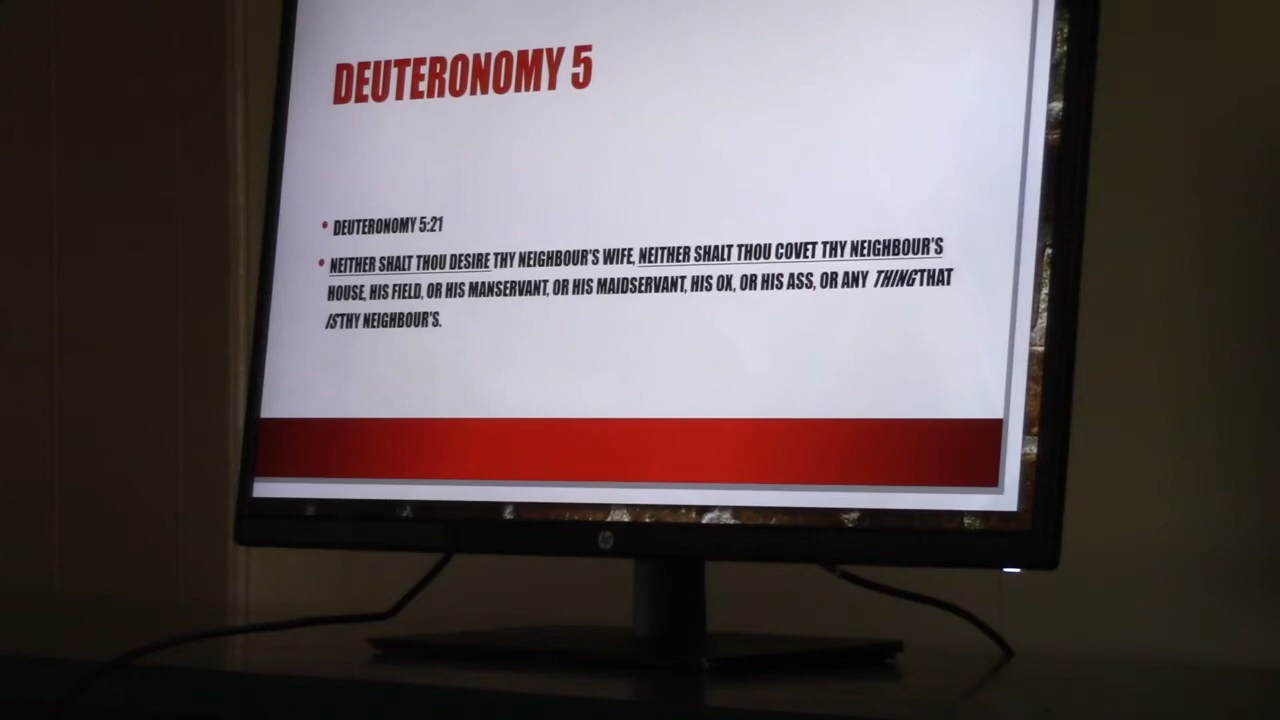 DEUTERONOMY 5
• DEUTERONOMY 5:21
• NEITHER SHALT THOU DESIRE THY NEIGHBOUR'S WIFE, NEITHER SHALT THOU COVET THY NEIGHBOUR'S
HOUSE, HIS FIELD, OR HIS MANSERVANT, OR HIS MAIDSERVANT, HIS OX, OR HIS ASS, OR ANY THING THAT
IS THY NEIGHBOUR'S.
hp